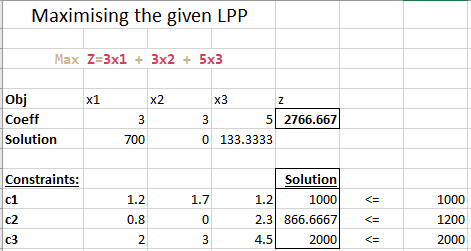 Maximising the given LPP
Max Z=3x1 + 3x2 + 5x3
Obj x1 x2 x3 z
Coeff 3 3 5 2766.667
Solution 700 0 133.3333
Constraints: Solution
c1 1.2 1.7 1.2 1000 <= 1000
c2 0.8 0 2.3 866.6667 <= 1200
c3 2 3 4.5 2000 <= 2000